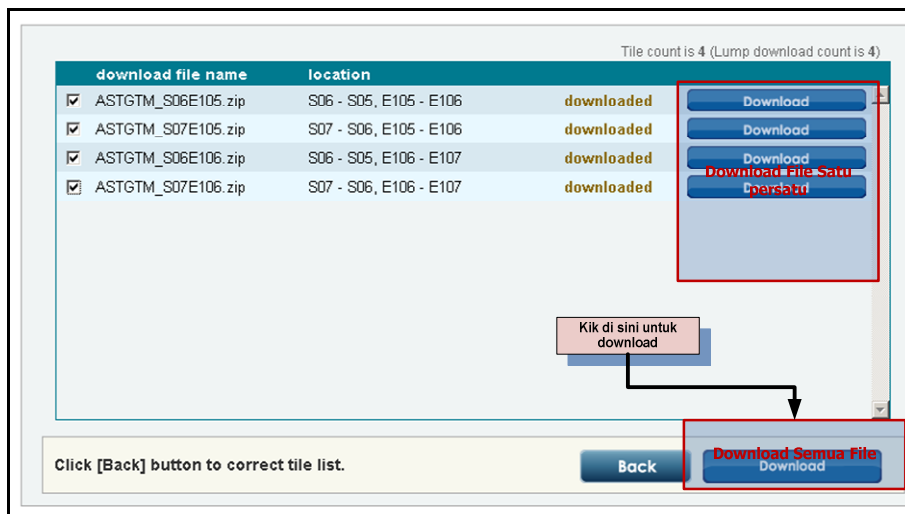 Tile count is 4 (Lump download count is 4)
download file name location
ASTGTM_S06E105.zip S06 - S05, E105 - E106 downloaded Download
ASTGTM_S07E105.zip S07 - S06, E105 - E106 downloaded Download
ASTGTM_S06E106.zip S06 - S05, E106 - E107 downloaded Download
Download File Satu
ASTGTM_S07E106.zip S07 - S06, E106 - E107 downloaded Download
persatu
Kik di sini untuk
download
Download Semua File
Click [Back] button to correct tile list. Back Download